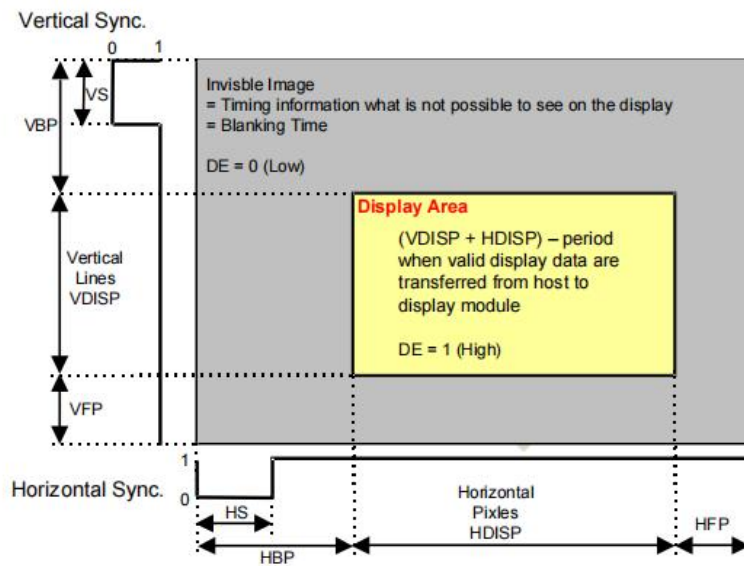 Vertical Sync.
0 1
VS
VBP
Invisble Image
= Timing information what is not possible to see on the display
= Blanking Time
DE = 0 (Low)
Display Area
(VDISP + HDISP) – period
when valid display data are
transferred from host to
display module
DE = 1 (High)
Vertical
Lines
VDISP
VFP
Horizontal Sync.
1
0
HS
HBP
Horizontal
Pixles
HDISP
HFP